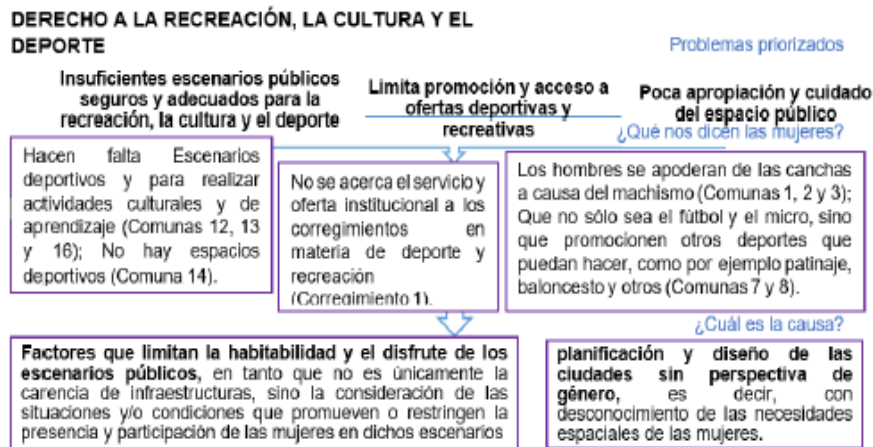 DERECHO A LA RECREACIÓN, LA CULTURA Y EL
DEPORTE
Problemas priorizados
Insuficientes escenarios públicos
seguros y adecuados para la
recreación, la cultura y el deporte
Limita promoción y acceso a
ofertas deportivas y
recreativas
Poca apropiación y cuidado
del espacio público
¿Qué nos dicen las mujeres?
Hacen falta Escenarios
deportivos y para realizar
actividades culturales y de
aprendizaje (Comunas 12, 13
y 16); No hay espacios
deportivos (Comuna 14).
No se acerca el servicio y
oferta institucional a los
corregimientos en
materia de deporte y
recreación
(Corregimiento 1).
Los hombres se apoderan de las canchas
a causa del machismo (Comunas 1, 2 y 3);
Que no sólo sea el fútbol y el micro, sino
que promocionen otros deportes que
puedan hacer, como por ejemplo patinaje,
baloncesto y otros (Comunas 7 y 8).
¿Cuál es la causa?
Factores que limitan la habitabilidad y el disfrute de los
escenarios públicos, en tanto que no es únicamente la
carencia de infraestructuras, sino la consideración de las
situaciones y/o condiciones que promueven o restringen la
presencia y participación de las mujeres en dichos escenarios
planificación y diseño de las
ciudades sin perspectiva de
género, es decir, con
desconocimiento de las necesidades
espaciales de las mujeres.